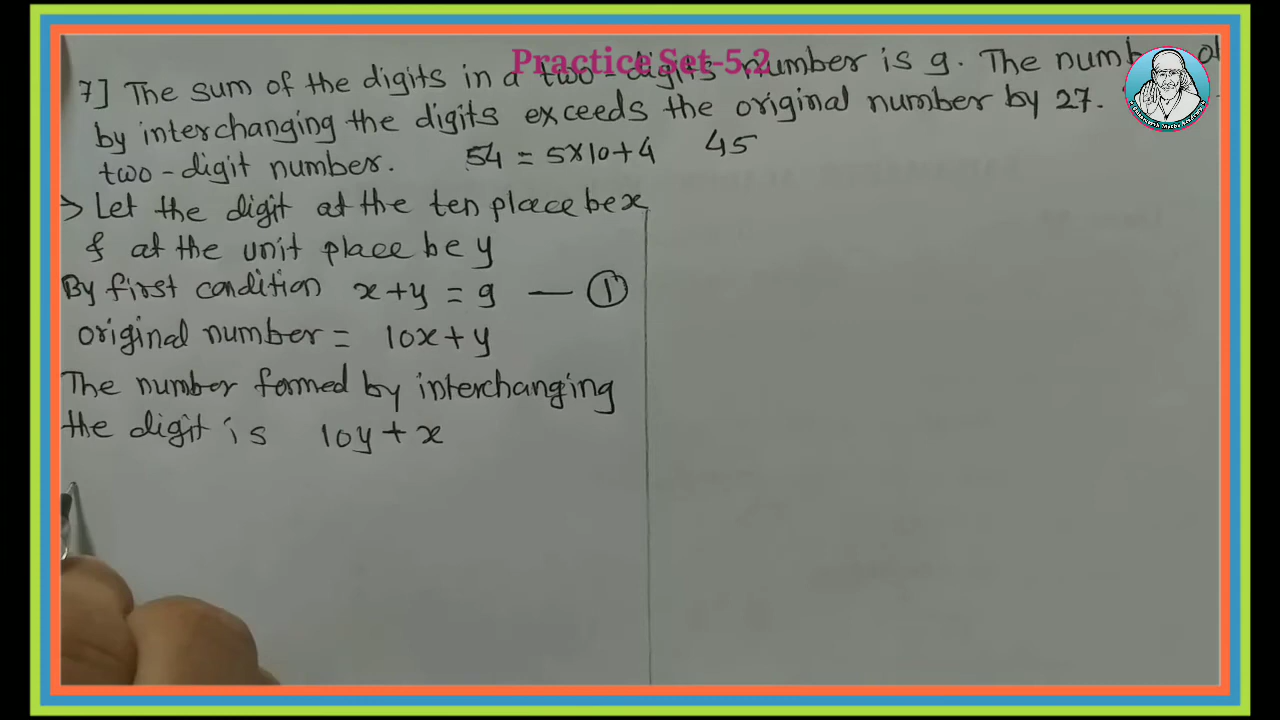 Practice Set-5.2
7] The sum of the digits in a two-digits number is 9. The
by interchanging the digits exceeds the original number by 27.
two-digit number. 54 = 5x10+4 45
> Let the digit at the ten place be x
& at the unit place be y
By first condition x+y = 9 — ①
original number = 10x+y
The number formed by interchanging
the digit is 10y + x